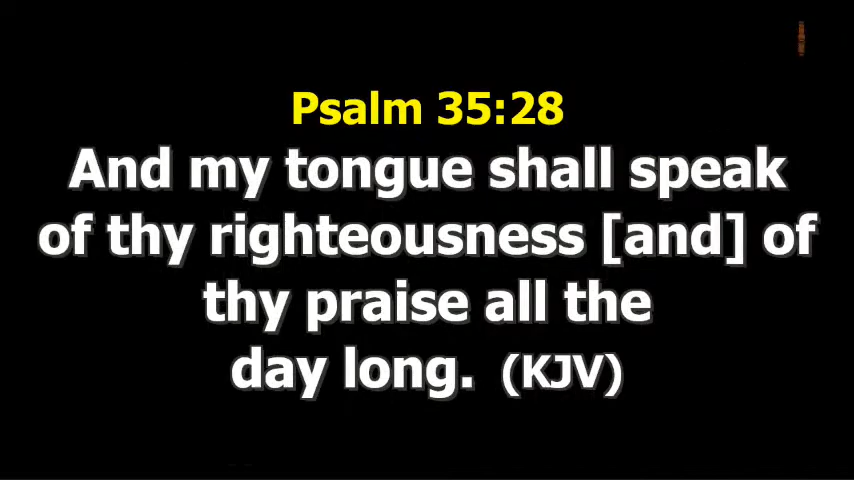 Psalm 35:28
And my tongue shall speak
of thy righteousness [and] of
thy praise all the
day long. (KJV)